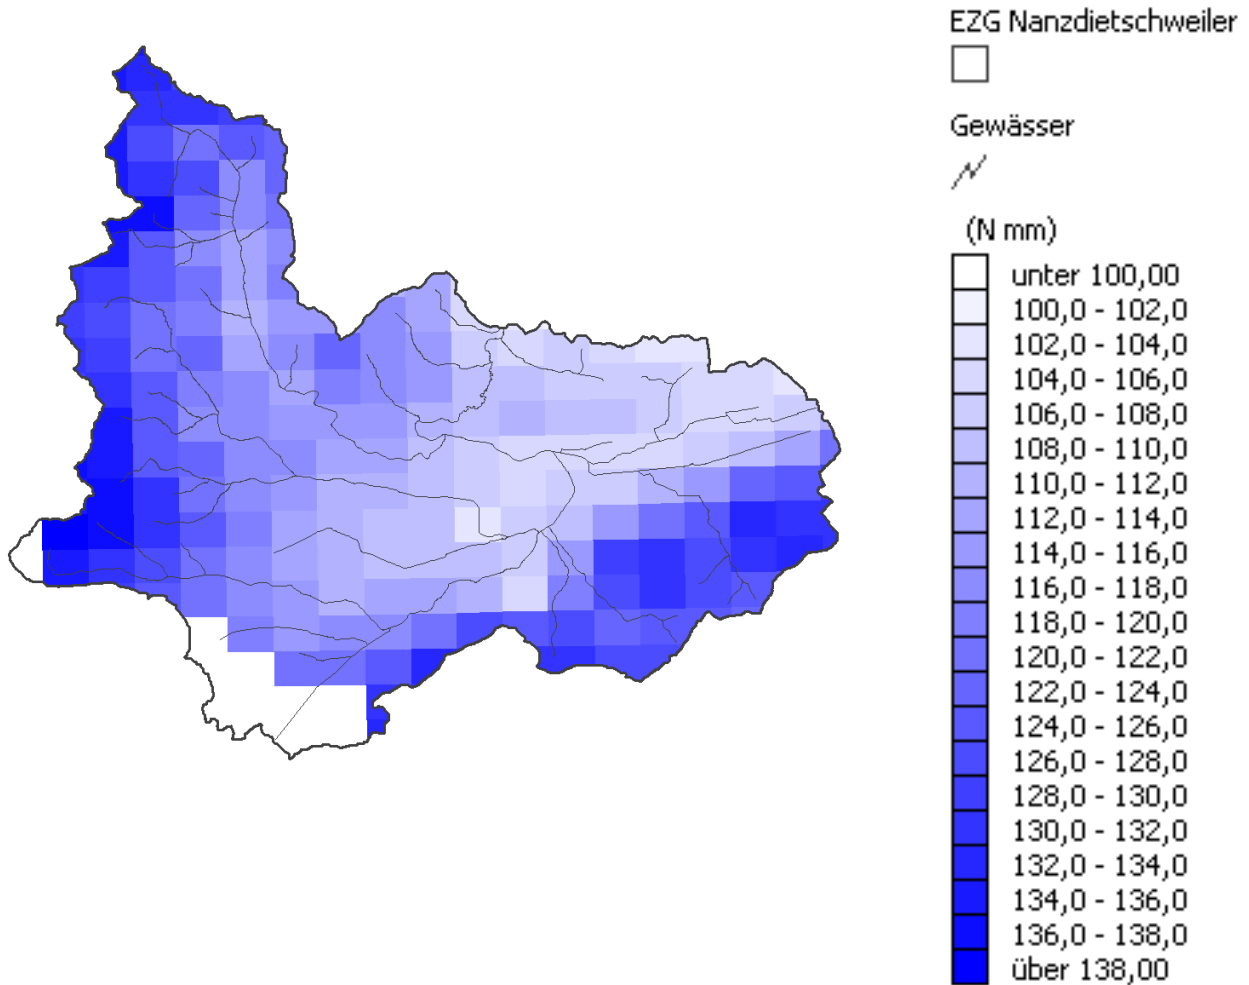 EZG Nanzdietschweiler
Gewässer
(N mm)
unter 100,00
100,0 - 102,0
102,0 - 104,0
104,0 - 106,0
106,0 - 108,0
108,0 - 110,0
110,0 - 112,0
112,0 - 114,0
114,0 - 116,0
116,0 - 118,0
118,0 - 120,0
120,0 - 122,0
122,0 - 124,0
124,0 - 126,0
126,0 - 128,0
128,0 - 130,0
130,0 - 132,0
132,0 - 134,0
134,0 - 136,0
136,0 - 138,0
über 138,00